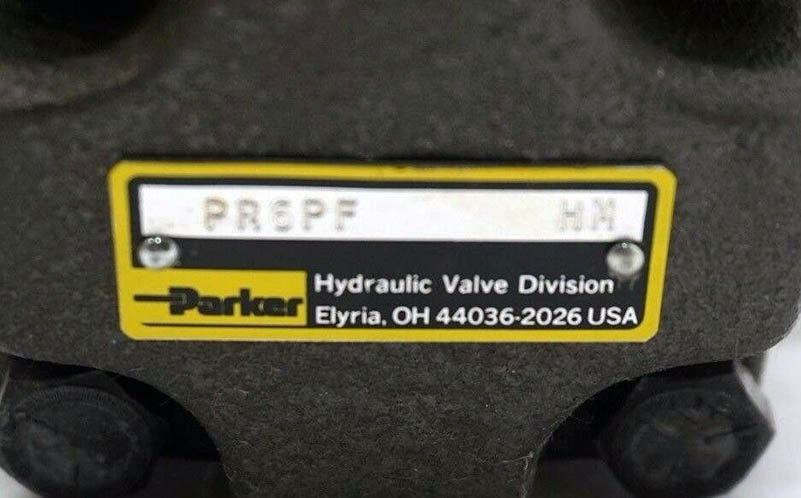 PR6PF HM
Parker
Hydraulic Valve Division
Elyria, OH 44036-2026 USA